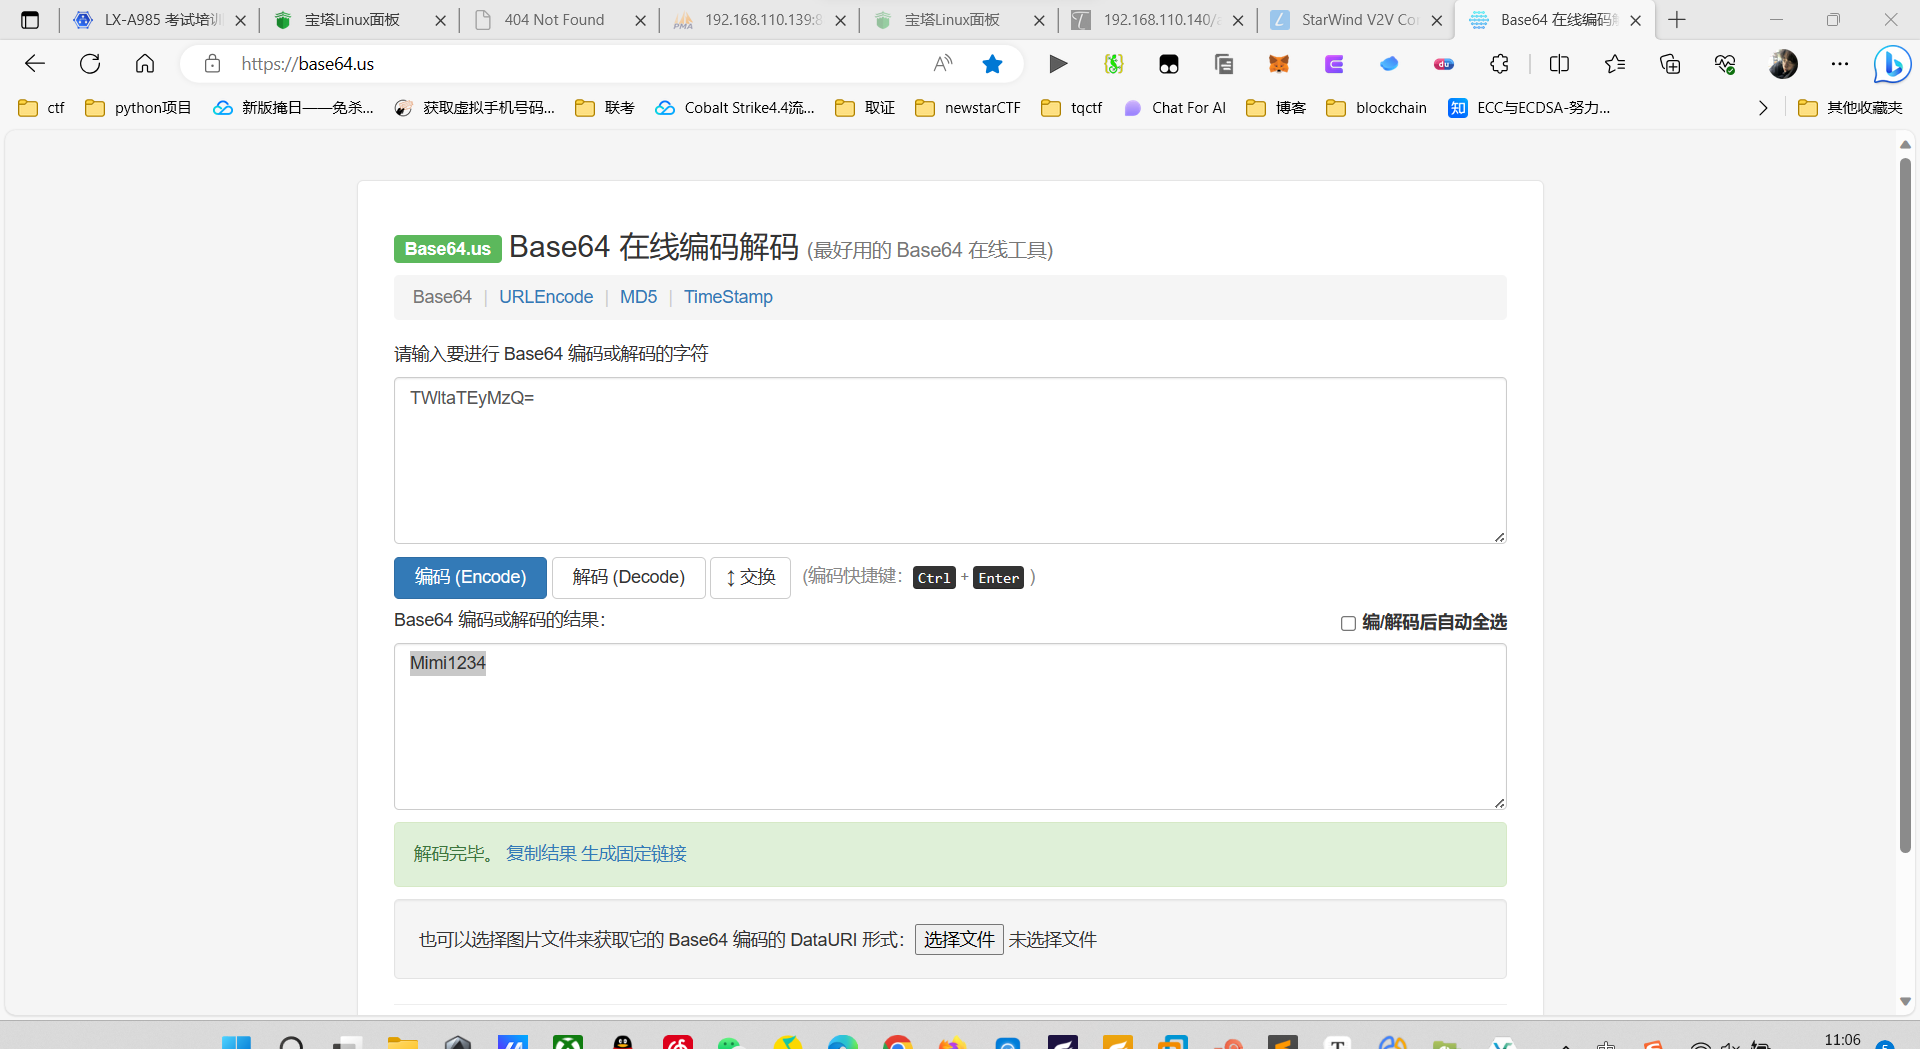 LX-A985 考试培训
宝塔Linux面板
404 Not Found
192.168.110.139:8
宝塔Linux面板
192.168.110.140/
StarWind V2V Co
Base64 在线编码解
https://base64.us
ctf
python项目
新版掩日——免杀...
获取虚拟手机号码...
联考
Cobalt Strike4.4流...
取证
newstarCTF
tqctf
Chat For AI
博客
blockchain
知 ECC与ECDSA-努力...
其他收藏夹
Base64.us Base64 在线编码解码 (最好用的 Base64 在线工具)
Base64 | URLEncode | MD5 | TimeStamp
请输入要进行 Base64 编码或解码的字符
TWltaTEyMzQ=
编码 (Encode) 解码 (Decode) ↕ 交换 (编码快捷键： Ctrl + Enter )
Base64 编码或解码的结果：
编/解码后自动全选
Mimi1234
解码完毕。 复制结果 生成固定链接
也可以选择图片文件来获取它的 Base64 编码的 DataURI 形式： 选择文件 未选择文件
11:06